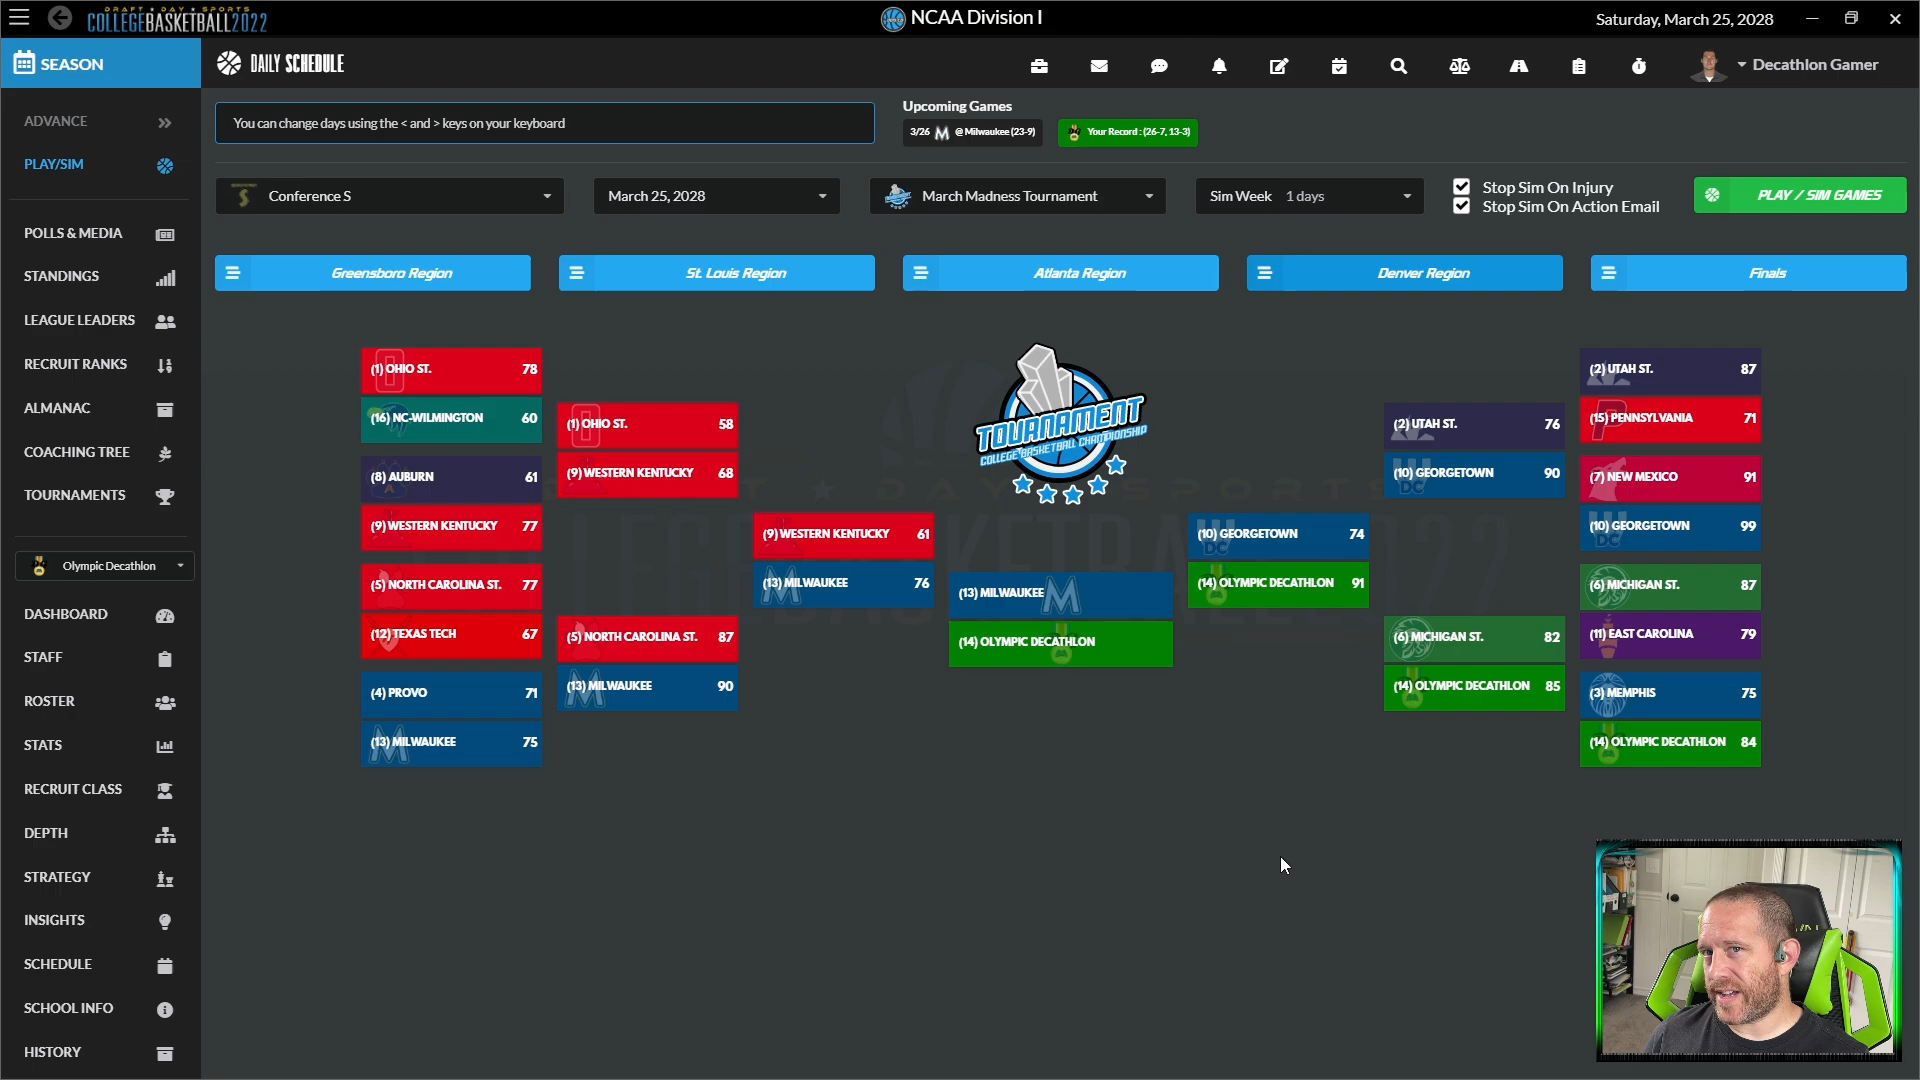 DRAFT • DAY • SPORTS
COLLEGEBASKETBALL2022
NCAA Division I
Saturday, March 25, 2028
SEASON
DAILY SCHEDULE
Decathlon Gamer
ADVANCE
PLAY/SIM
POLLS & MEDIA
STANDINGS
LEAGUE LEADERS
RECRUIT RANKS
ALMANAC
COACHING TREE
TOURNAMENTS
Olympic Decathlon
DASHBOARD
STAFF
ROSTER
STATS
RECRUIT CLASS
DEPTH
STRATEGY
INSIGHTS
SCHEDULE
SCHOOL INFO
HISTORY
You can change days using the < and > keys on your keyboard
Upcoming Games
3/26 M @ Milwaukee (23-9)
Your Record : (26-7, 13-3)
Conference S
March 25, 2028
March Madness Tournament
Sim Week 1 days
Stop Sim On Injury
Stop Sim On Action Email
PLAY / SIM GAMES
Greensboro Region
St. Louis Region
Atlanta Region
Denver Region
Finals
(1) OHIO ST. 78
(16) NC-WILMINGTON 60
(8) AUBURN 61
(9) WESTERN KENTUCKY 77
(5) NORTH CAROLINA ST. 77
(12) TEXAS TECH 67
(4) PROVO 71
(13) MILWAUKEE 75
(1) OHIO ST. 58
(9) WESTERN KENTUCKY 68
(5) NORTH CAROLINA ST. 87
(13) MILWAUKEE 90
(9) WESTERN KENTUCKY 61
(13) MILWAUKEE 76
TOURNAMENT
COLLEGE BASKETBALL CHAMPIONSHIP
(13) MILWAUKEE
(14) OLYMPIC DECATHLON
(10) GEORGETOWN 74
(14) OLYMPIC DECATHLON 91
(2) UTAH ST. 76
(10) GEORGETOWN 90
(6) MICHIGAN ST. 82
(14) OLYMPIC DECATHLON 85
(2) UTAH ST. 87
(15) PENNSYLVANIA 71
(7) NEW MEXICO 91
(10) GEORGETOWN 99
(6) MICHIGAN ST. 87
(11) EAST CAROLINA 79
(3) MEMPHIS 75
(14) OLYMPIC DECATHLON 84